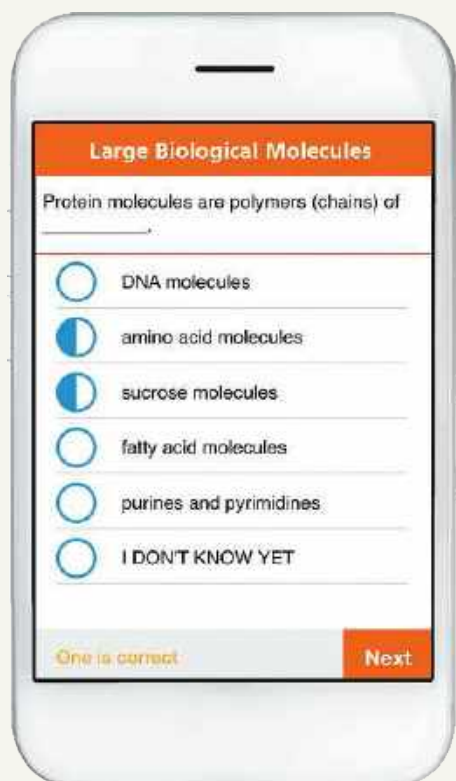 Large Biological Molecules
Protein molecules are polymers (chains) of
__________.
DNA molecules
amino acid molecules
sucrose molecules
fatty acid molecules
purines and pyrimidines
I DON'T KNOW YET
One is correct
Next